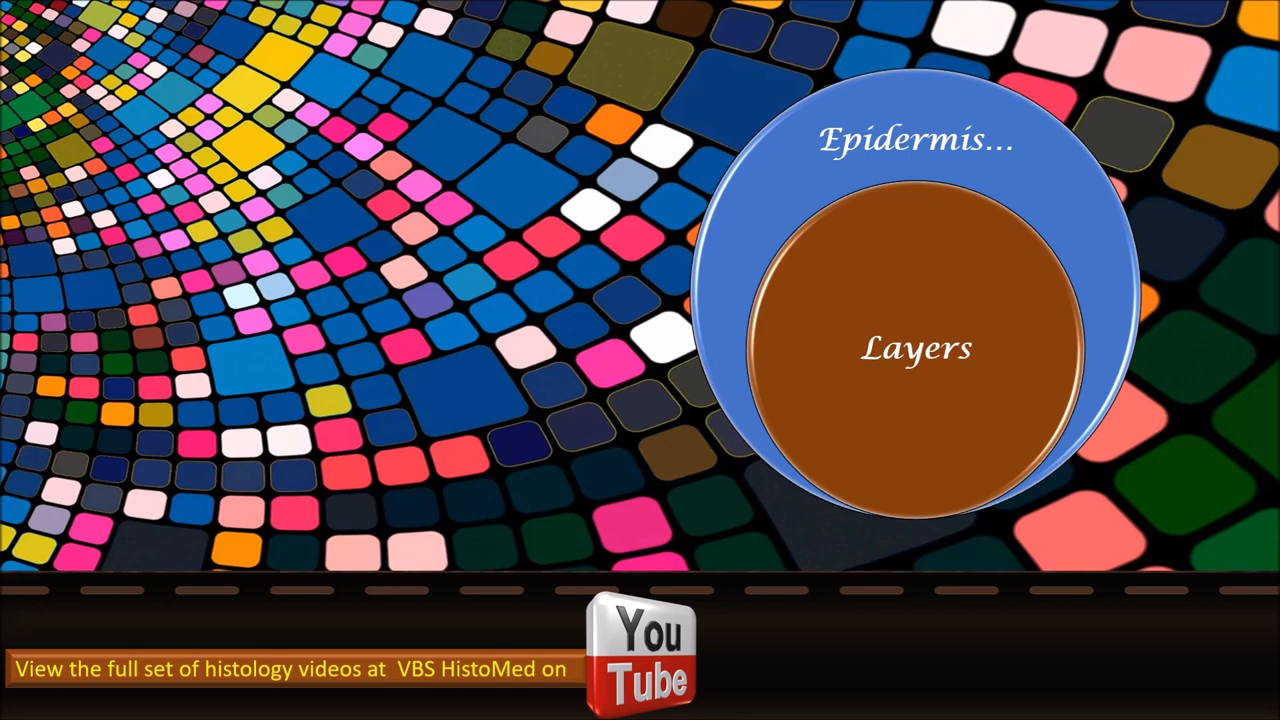 Epidermis...
Layers
View the full set of histology videos at VBS HistoMed on
You
Tube